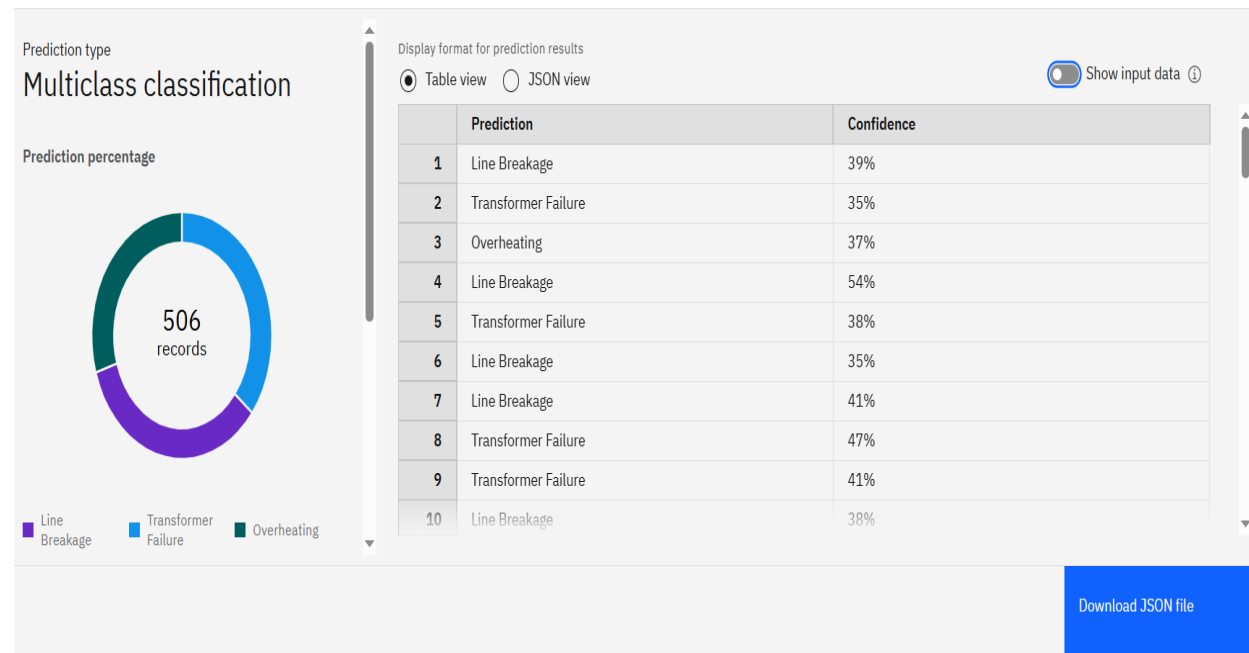 Prediction type
Multiclass classification
Prediction percentage
506
records
Line
Breakage
Transformer
Failure
Overheating
Display format for prediction results
Table view JSON view
Show input data
Prediction Confidence
1 Line Breakage 39%
2 Transformer Failure 35%
3 Overheating 37%
4 Line Breakage 54%
5 Transformer Failure 38%
6 Line Breakage 35%
7 Line Breakage 41%
8 Transformer Failure 47%
9 Transformer Failure 41%
10 Line Breakage 38%
Download JSON file